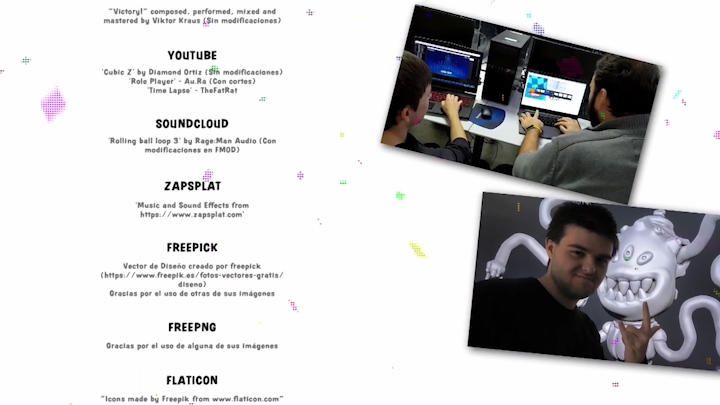 "Victory!" composed, performed, mixed and
mastered by Viktor Kraus (Sin modificaciones)
YOUTUBE
'Cubic Z' by Diamond Ortiz (Sin modificaciones)
'Role Player' - Au.Ra (Con cortes)
'Time Lapse' - TheFatRat
SOUNDCLOUD
'Rolling ball loop 3' by Rage:Man Audio (Con
modificaciones en FMOD)
ZAPSPLAT
'Music and Sound Effects from
https://www.zapsplat.com'
FREEPICK
Vector de Diseño creado por freepick
(https://www.freepik.es/fotos-vectores-gratis/
diseno)
Gracias por el uso de otras de sus imágenes
FREEPNG
Gracias por el uso de alguna de sus imágenes
FLATICON
"Icons made by Freepik from www.flaticon.com"